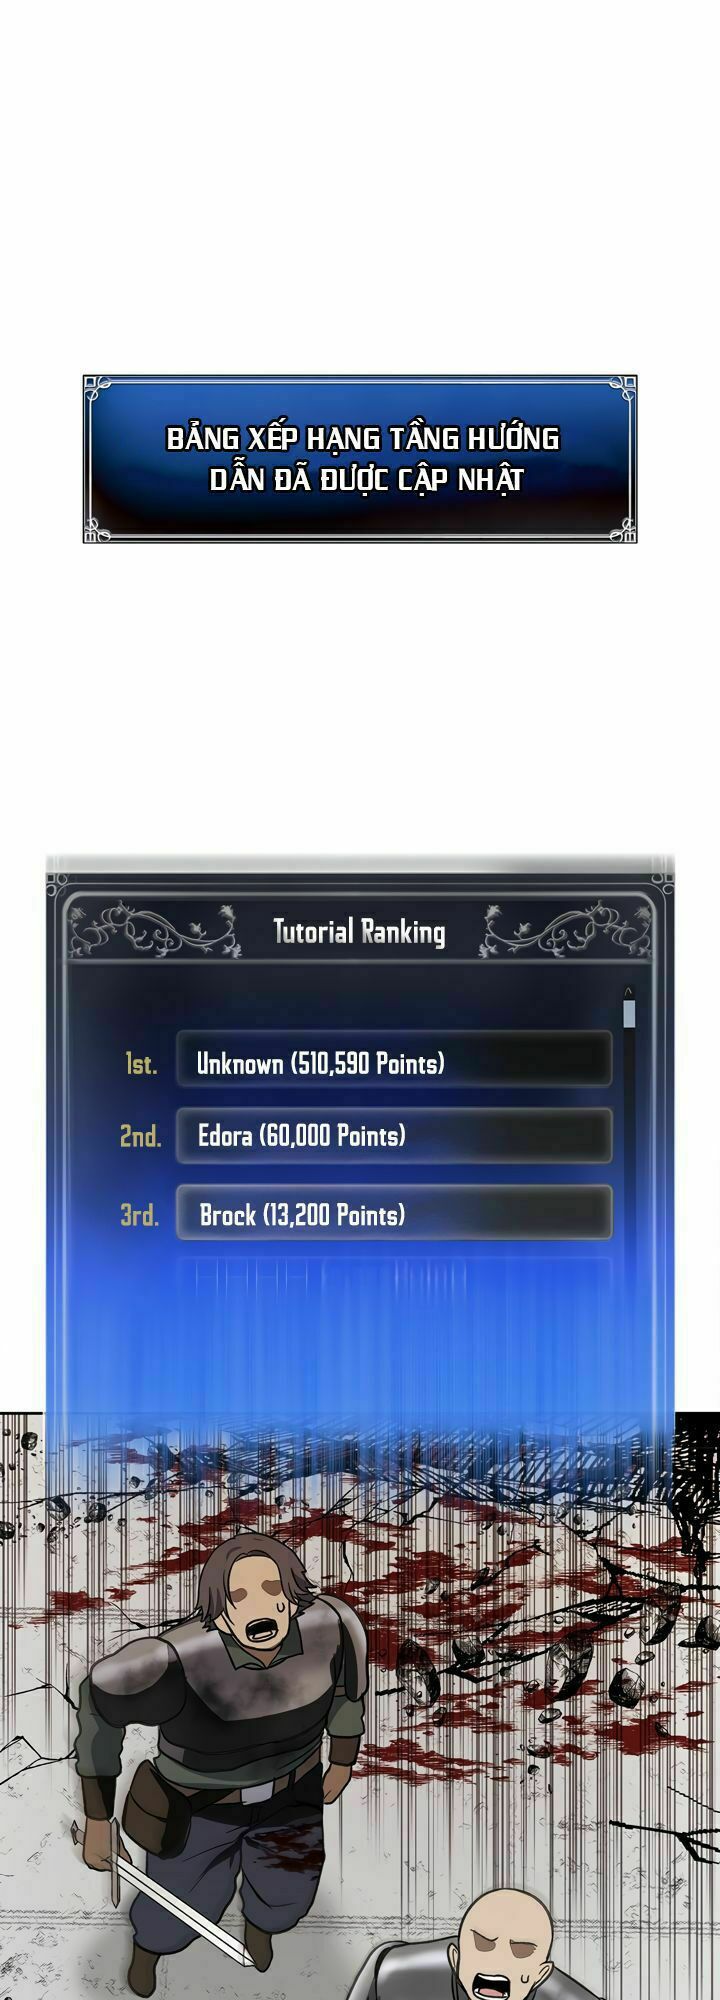 BẢNG XẾP HẠNG TẦNG HƯỚNG
DẪN ĐÃ ĐƯỢC CẬP NHẬT
Tutorial Ranking
1st. Unknown (510,590 Points)
2nd. Edora (60,000 Points)
3rd. Brock (13,200 Points)